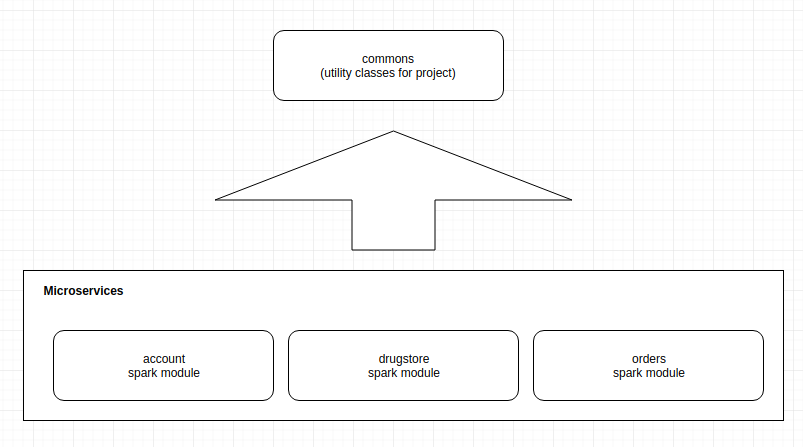 commons
(utility classes for project)
Microservices
account
spark module
drugstore
spark module
orders
spark module